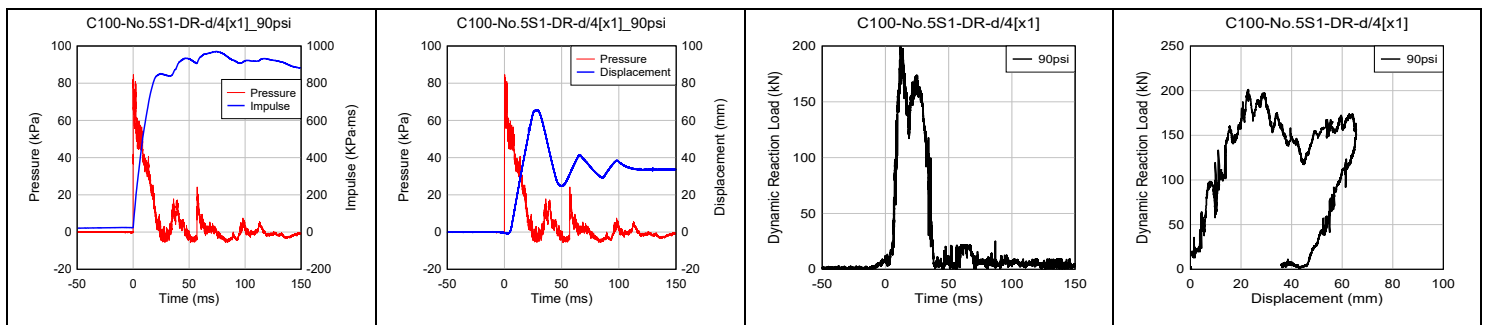 C100-No.5S1-DR-d/4[x1]_90psi
100
80
60
40
20
0
-20
1000
800
600
400
200
0
-200
-50 0 50 100 150
Pressure (kPa)
Impulse (KPa·ms)
Time (ms)
Pressure
Impulse
C100-No.5S1-DR-d/4[x1]_90psi
100
80
60
40
20
0
-20
100
80
60
40
20
0
-20
-50 0 50 100 150
Pressure (kPa)
Displacement (mm)
Time (ms)
Pressure
Displacement
C100-No.5S1-DR-d/4[x1]
200
150
100
50
0
-50 0 50 100 150
Dynamic Reaction Load (kN)
Time (ms)
90psi
C100-No.5S1-DR-d/4[x1]
250
200
150
100
50
0
0 20 40 60 80 100
Dynamic Reaction Load (kN)
Displacement (mm)
90psi